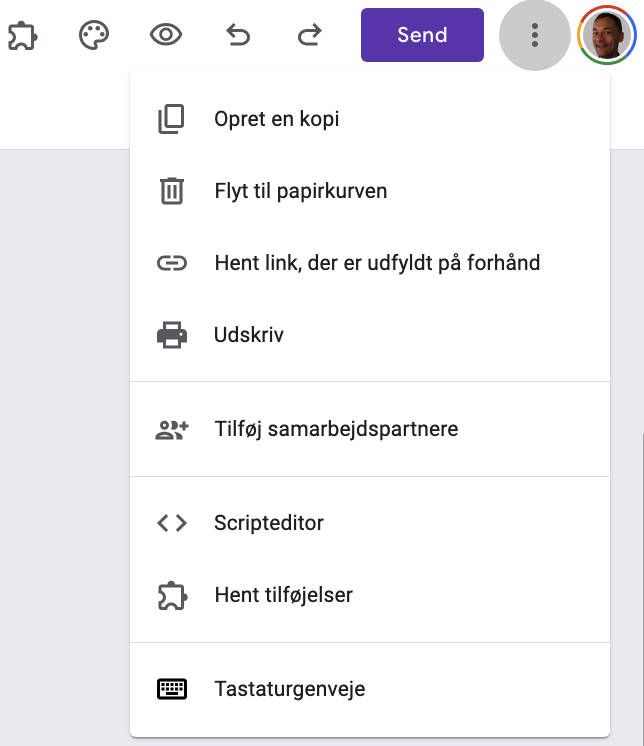 Send
Opret en kopi
Flyt til papirkurven
Hent link, der er udfyldt på forhånd
Udskriv
Tilføj samarbejdspartnere
Scripteditor
Hent tilføjelser
Tastaturgenveje